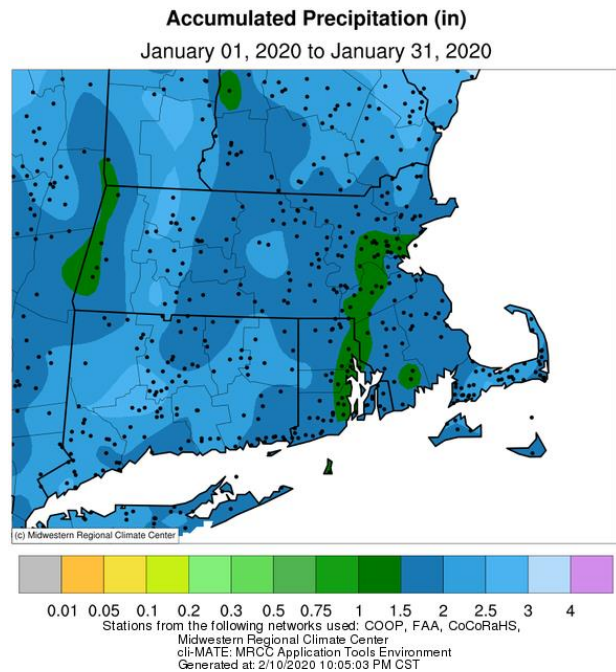 Accumulated Precipitation (in)
January 01, 2020 to January 31, 2020
(c) Midwestern Regional Climate Center
0.01 0.05 0.1 0.2 0.3 0.5 0.75 1 1.5 2 2.5 3 4
Stations from the following networks used: COOP, FAA, CoCoRaHS,
Midwestern Regional Climate Center
cli-MATE: MRCC Application Tools Environment
Generated at: 2/10/2020 10:05:03 PM CST